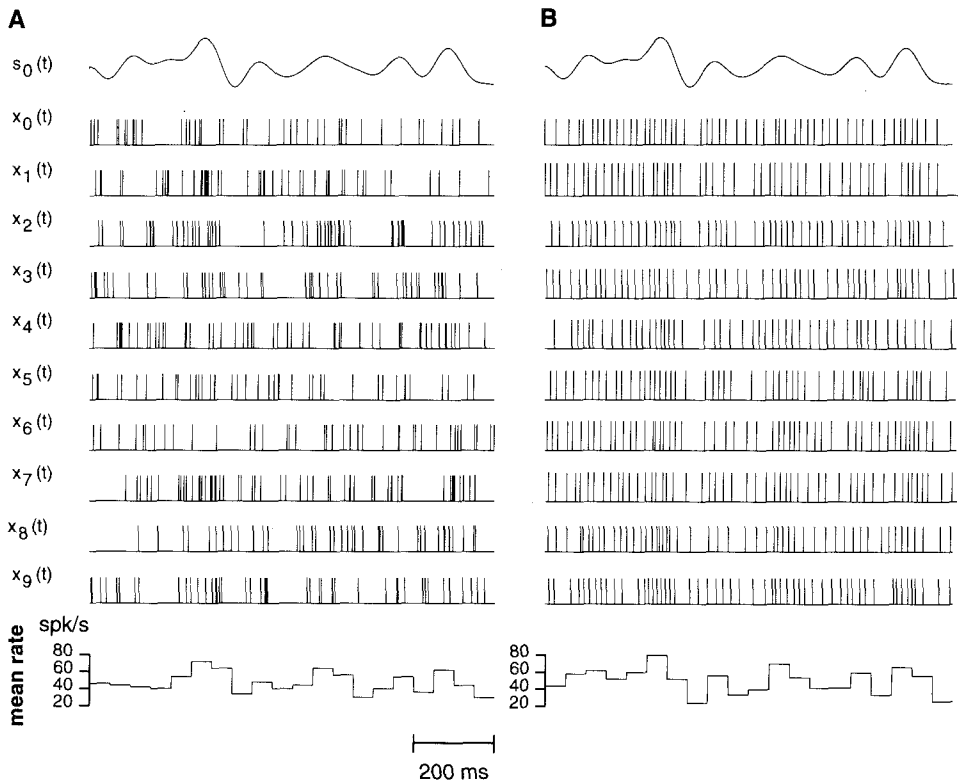 A
B
s0(t)
x0(t)
x1(t)
x2(t)
x3(t)
x4(t)
x5(t)
x6(t)
x7(t)
x8(t)
x9(t)
mean rate
spk/s
80
60
40
20
80
60
40
20
200 ms